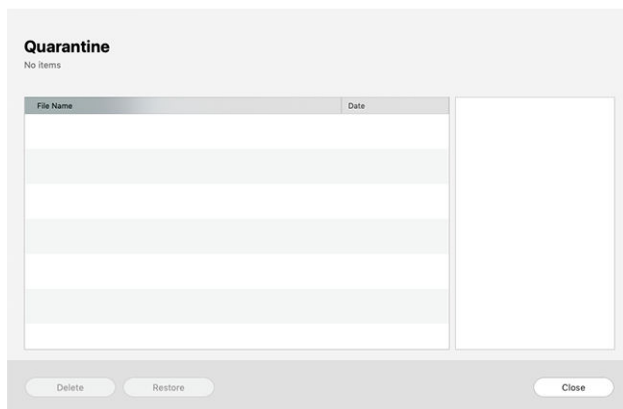 Quarantine
No items
File Name Date
Delete Restore Close